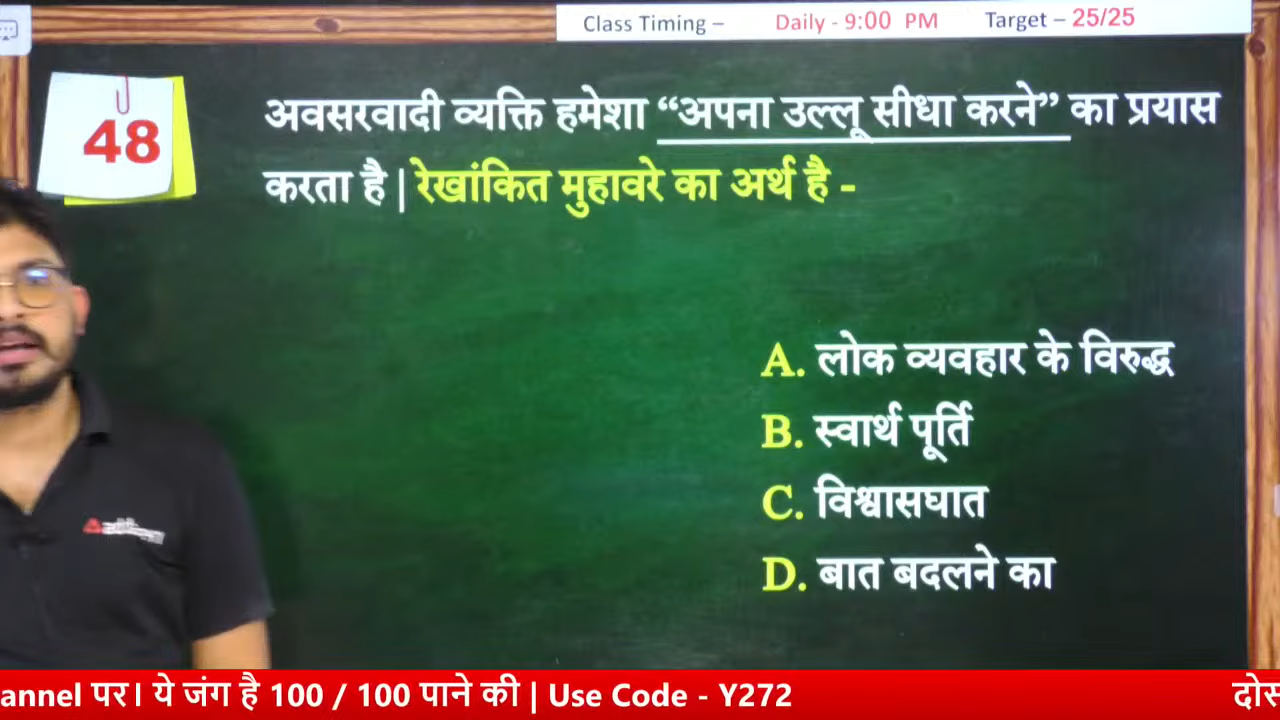 Class Timing – Daily - 9:00 PM Target – 25/25
48
अवसरवादी व्यक्ति हमेशा “अपना उल्लू सीधा करने” का प्रयास
करता है | रेखांकित मुहावरे का अर्थ है -
A. लोक व्यवहार के विरुद्ध
B. स्वार्थ पूर्ति
C. विश्वासघात
D. बात बदलने का
annel पर। ये जंग है 100 / 100 पाने की | Use Code - Y272 दोस